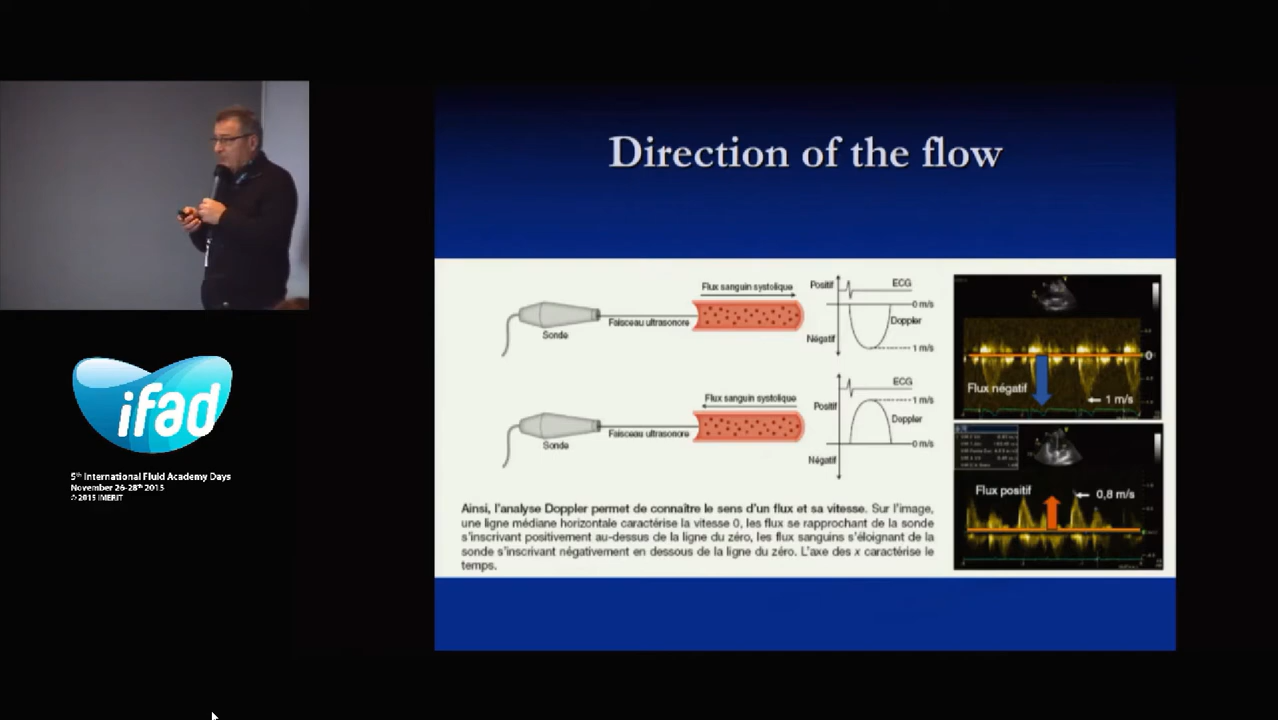 Direction of the flow
Flux sanguin systolique
Positif
ECG
0 m/s
Sonde
Faisceau ultrasonore
Doppler
Négatif
1 m/s
Flux négatif
0
1 m/s
Flux sanguin systolique
ECG
1 m/s
Positif
Doppler
Sonde
Faisceau ultrasonore
0 m/s
Négatif
Flux positif
0,8 m/s
ifad
5th International Fluid Academy Days
November 26-28th 2015
© 2015 IMERIT
Ainsi, l'analyse Doppler permet de connaître le sens d'un flux et sa vitesse. Sur l'image,
une ligne médiane horizontale caractérise la vitesse 0, les flux se rapprochant de la sonde
s'inscrivant positivement au-dessus de la ligne du zéro, les flux sanguins s'éloignant de la
sonde s'inscrivant négativement en dessous de la ligne du zéro. L'axe des x caractérise le
temps.